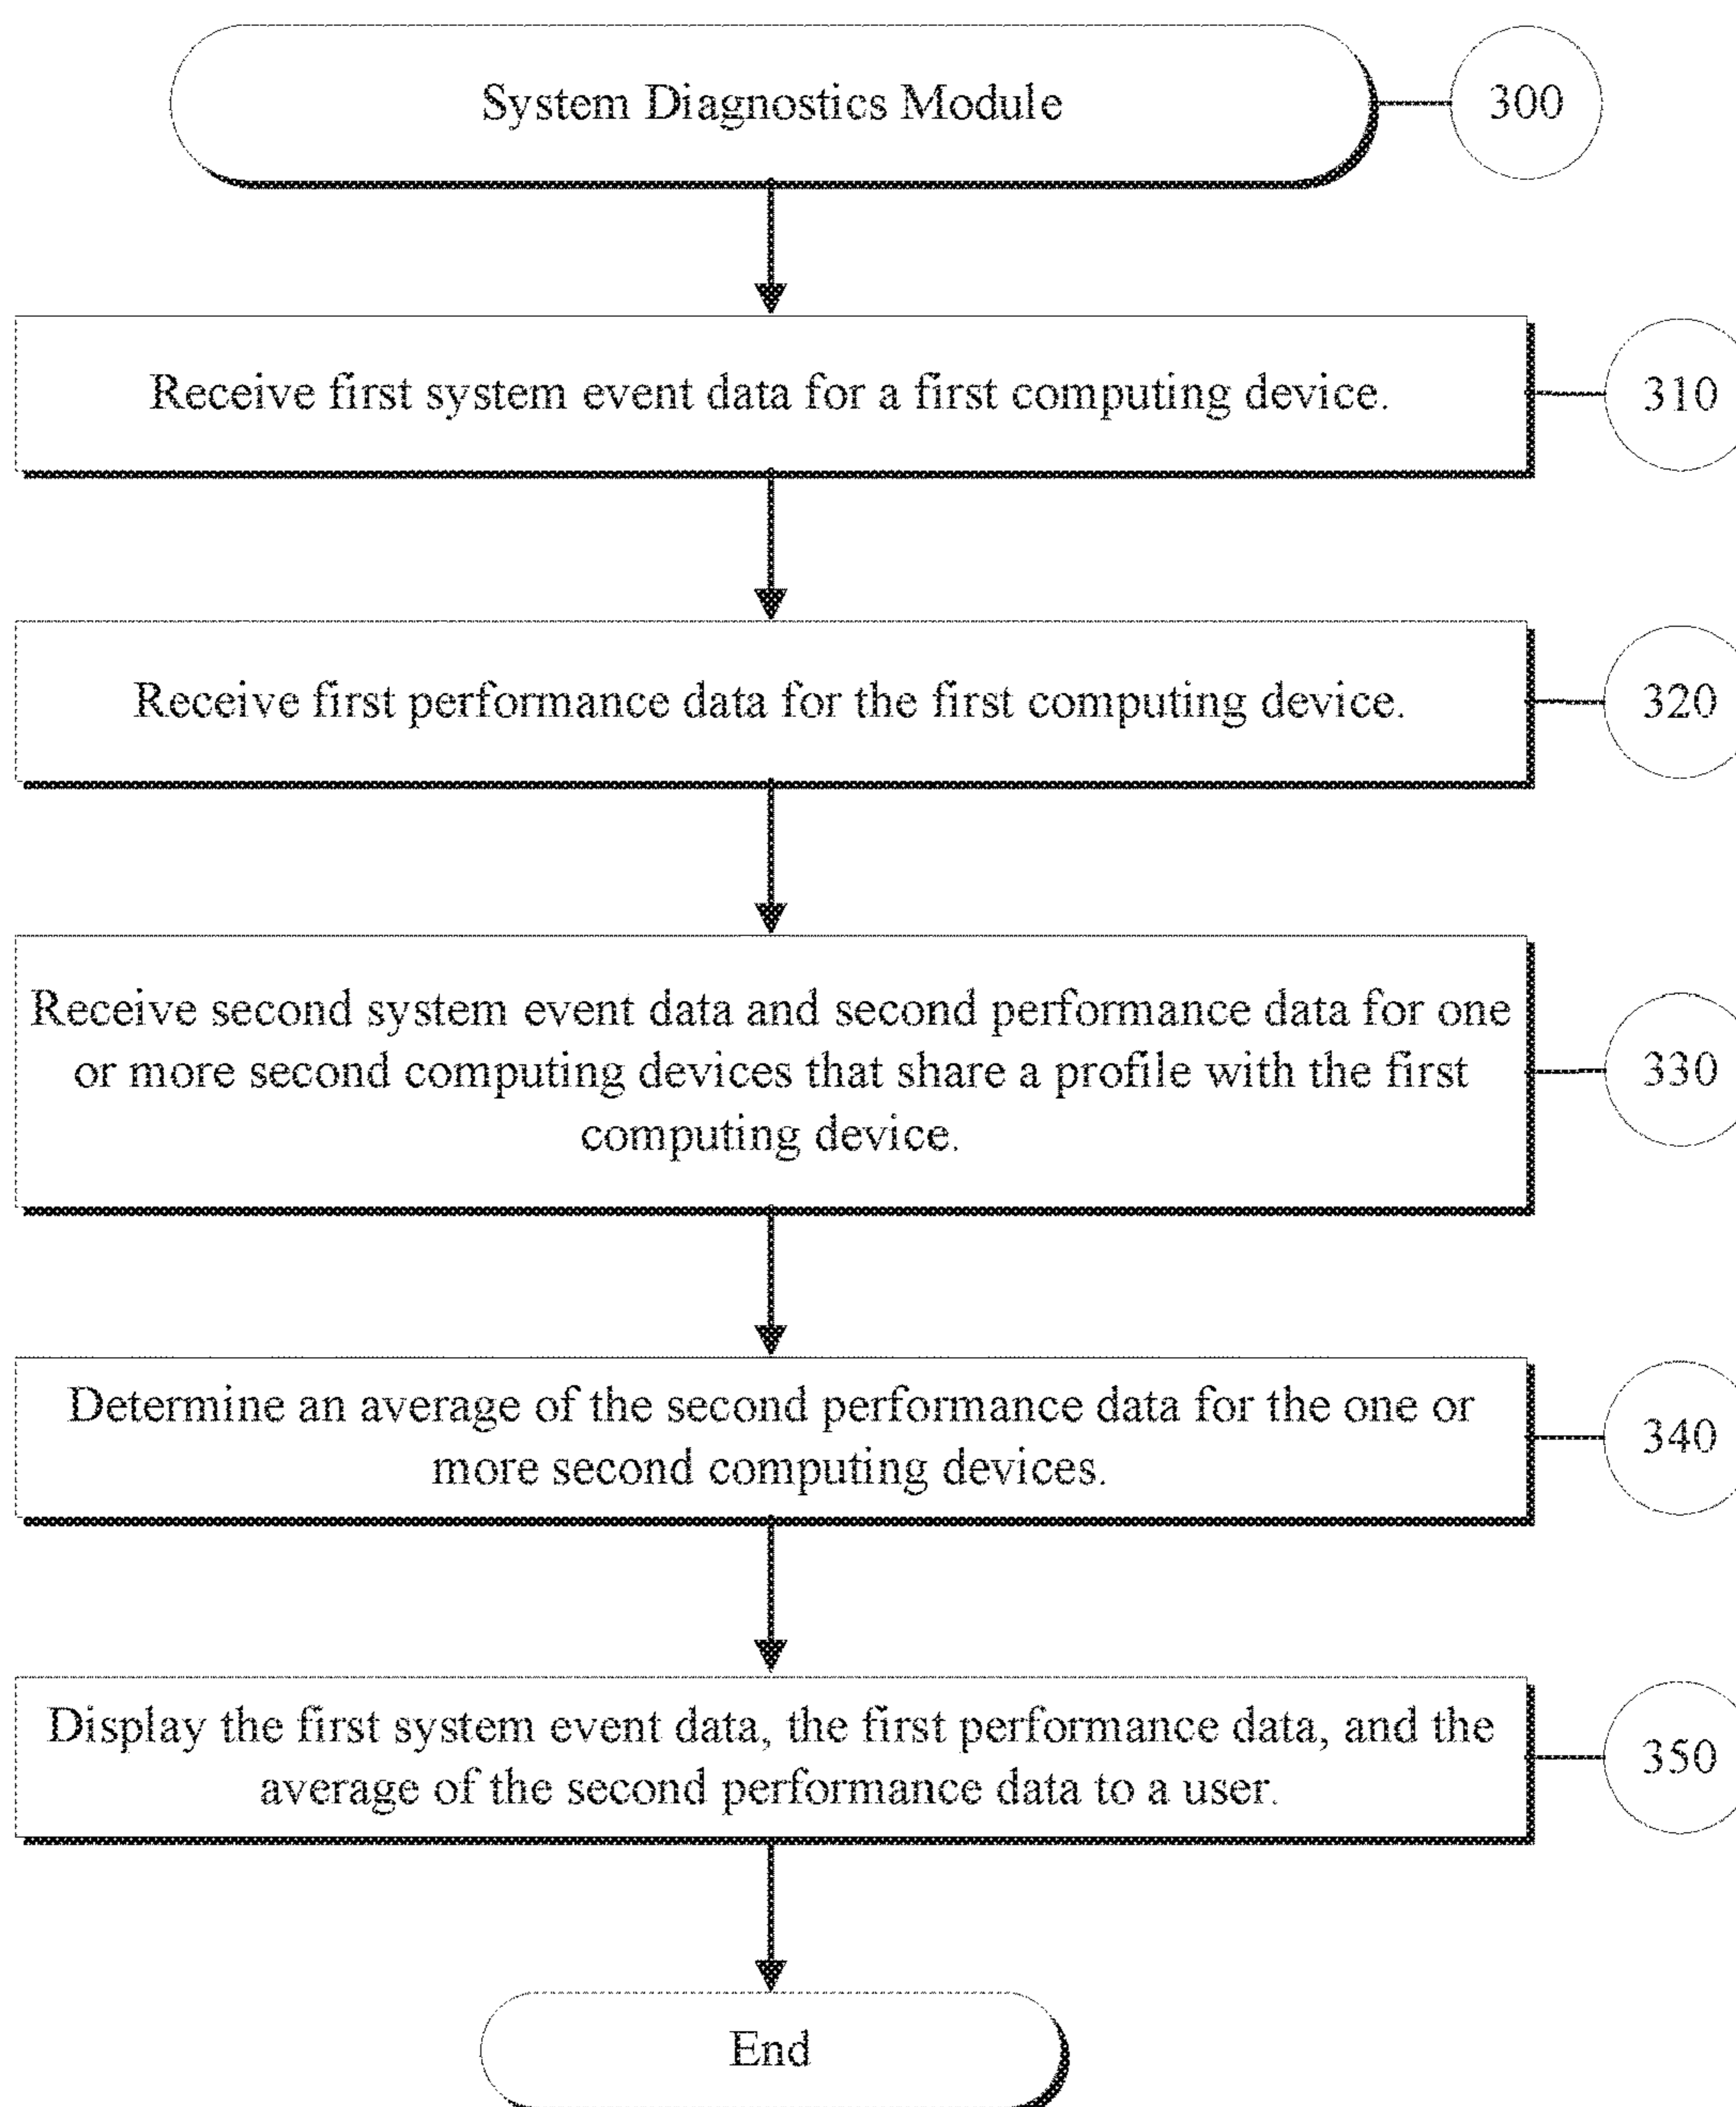 System Diagnostics Module
300
Receive first system event data for a first computing device.
310
Receive first performance data for the first computing device.
320
Receive second system event data and second performance data for one
or more second computing devices that share a profile with the first
computing device.
330
Determine an average of the second performance data for the one or
more second computing devices.
340
Display the first system event data, the first performance data, and the
average of the second performance data to a user.
350
End